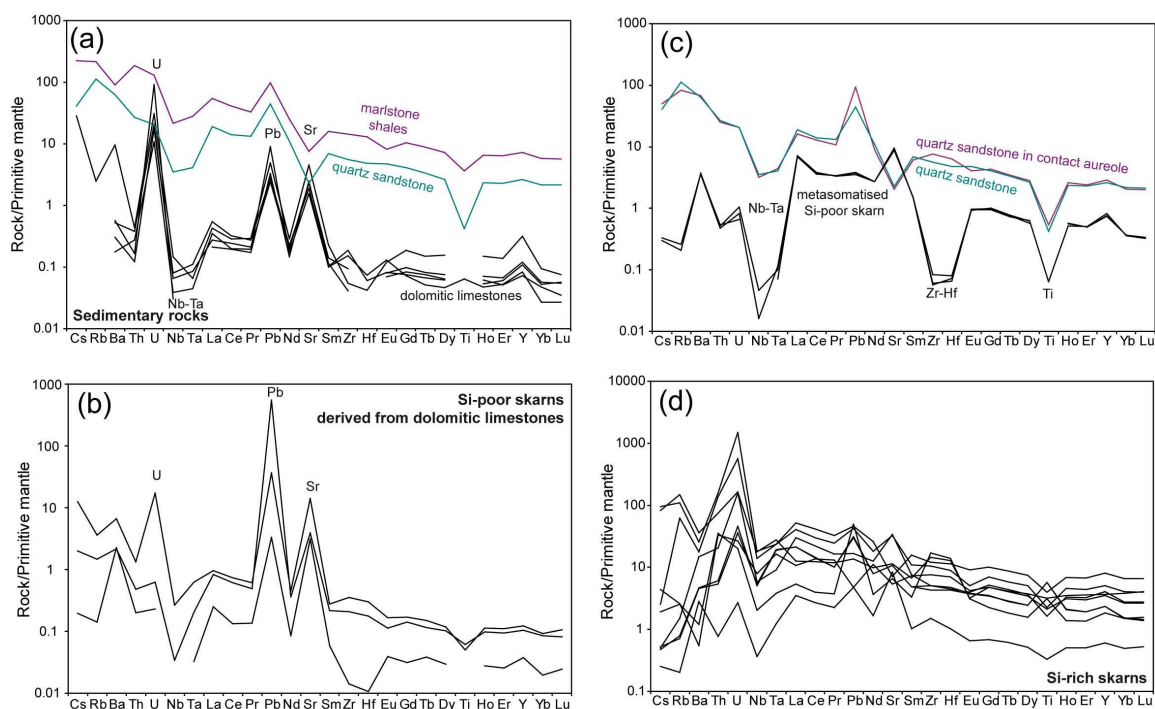 (a)
Rock/Primitive mantle
1000
100
10
1
0.1
0.01
U
marlstone
shales
Pb
Sr
quartz sandstone
Nb-Ta
dolomitic limestones
Sedimentary rocks
Cs Rb Ba Th U Nb Ta La Ce Pr Pb Nd Sr Sm Zr Hf Eu Gd Tb Dy Ti Ho Er Y Yb Lu
(c)
Rock/Primitive mantle
1000
100
10
1
0.1
0.01
quartz sandstone in contact aureole
quartz sandstone
metasomatised
Si-poor skarn
Nb-Ta
Zr-Hf
Ti
Cs Rb Ba Th U Nb Ta La Ce Pr Pb Nd Sr Sm Zr Hf Eu Gd Tb Dy Ti Ho Er Y Yb Lu
(b)
Rock/Primitive mantle
1000
100
10
1
0.1
0.01
Pb
Si-poor skarns
derived from dolomitic limestones
U
Sr
Cs Rb Ba Th U Nb Ta La Ce Pr Pb Nd Sr Sm Zr Hf Eu Gd Tb Dy Ti Ho Er Y Yb Lu
(d)
Rock/Primitive mantle
10000
1000
100
10
1
0.1
Si-rich skarns
Cs Rb Ba Th U Nb Ta La Ce Pr Pb Nd Sr Sm Zr Hf Eu Gd Tb Dy Ti Ho Er Y Yb Lu